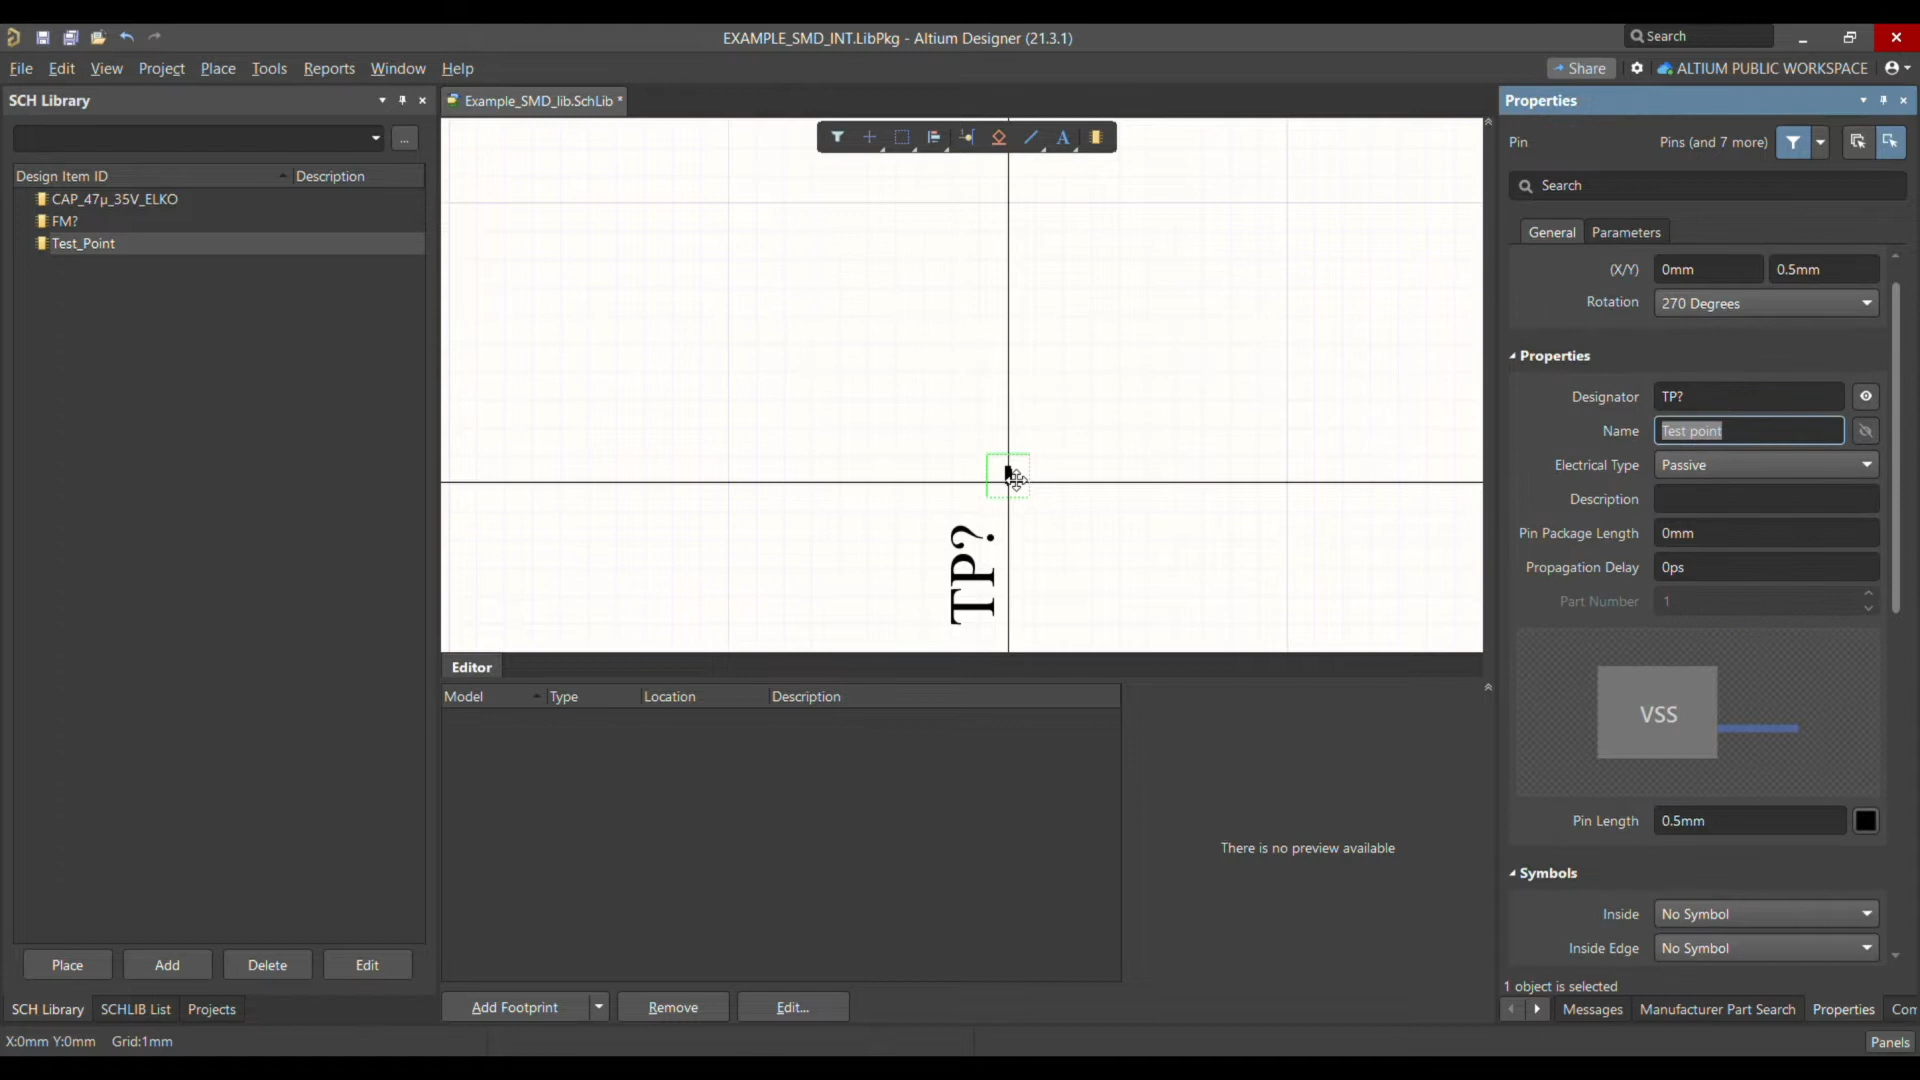 EXAMPLE_SMD_INT.LibPkg - Altium Designer (21.3.1)
Search
File Edit View Project Place Tools Reports Window Help
Share
ALTIUM PUBLIC WORKSPACE
SCH Library
Example_SMD_lib.SchLib *
Properties
...
Pin
Pins (and 7 more)
Design Item ID
Description
Search
CAP_47µ_35V_ELKO
FM?
Test_Point
General
Parameters
(X/Y)
0mm
0.5mm
Rotation
270 Degrees
Properties
Designator
TP?
Name
Test point
Electrical Type
Passive
Description
Pin Package Length
0mm
Propagation Delay
0ps
Part Number
1
TP?
Editor
Model
Type
Location
Description
VSS
There is no preview available
Pin Length
0.5mm
Symbols
Inside
No Symbol
Inside Edge
No Symbol
Place
Add
Delete
Edit
1 object is selected
SCH Library
SCHLIB List
Projects
Add Footprint
Remove
Edit...
Messages
Manufacturer Part Search
Properties
Com
X:0mm Y:0mm
Grid:1mm
Panels